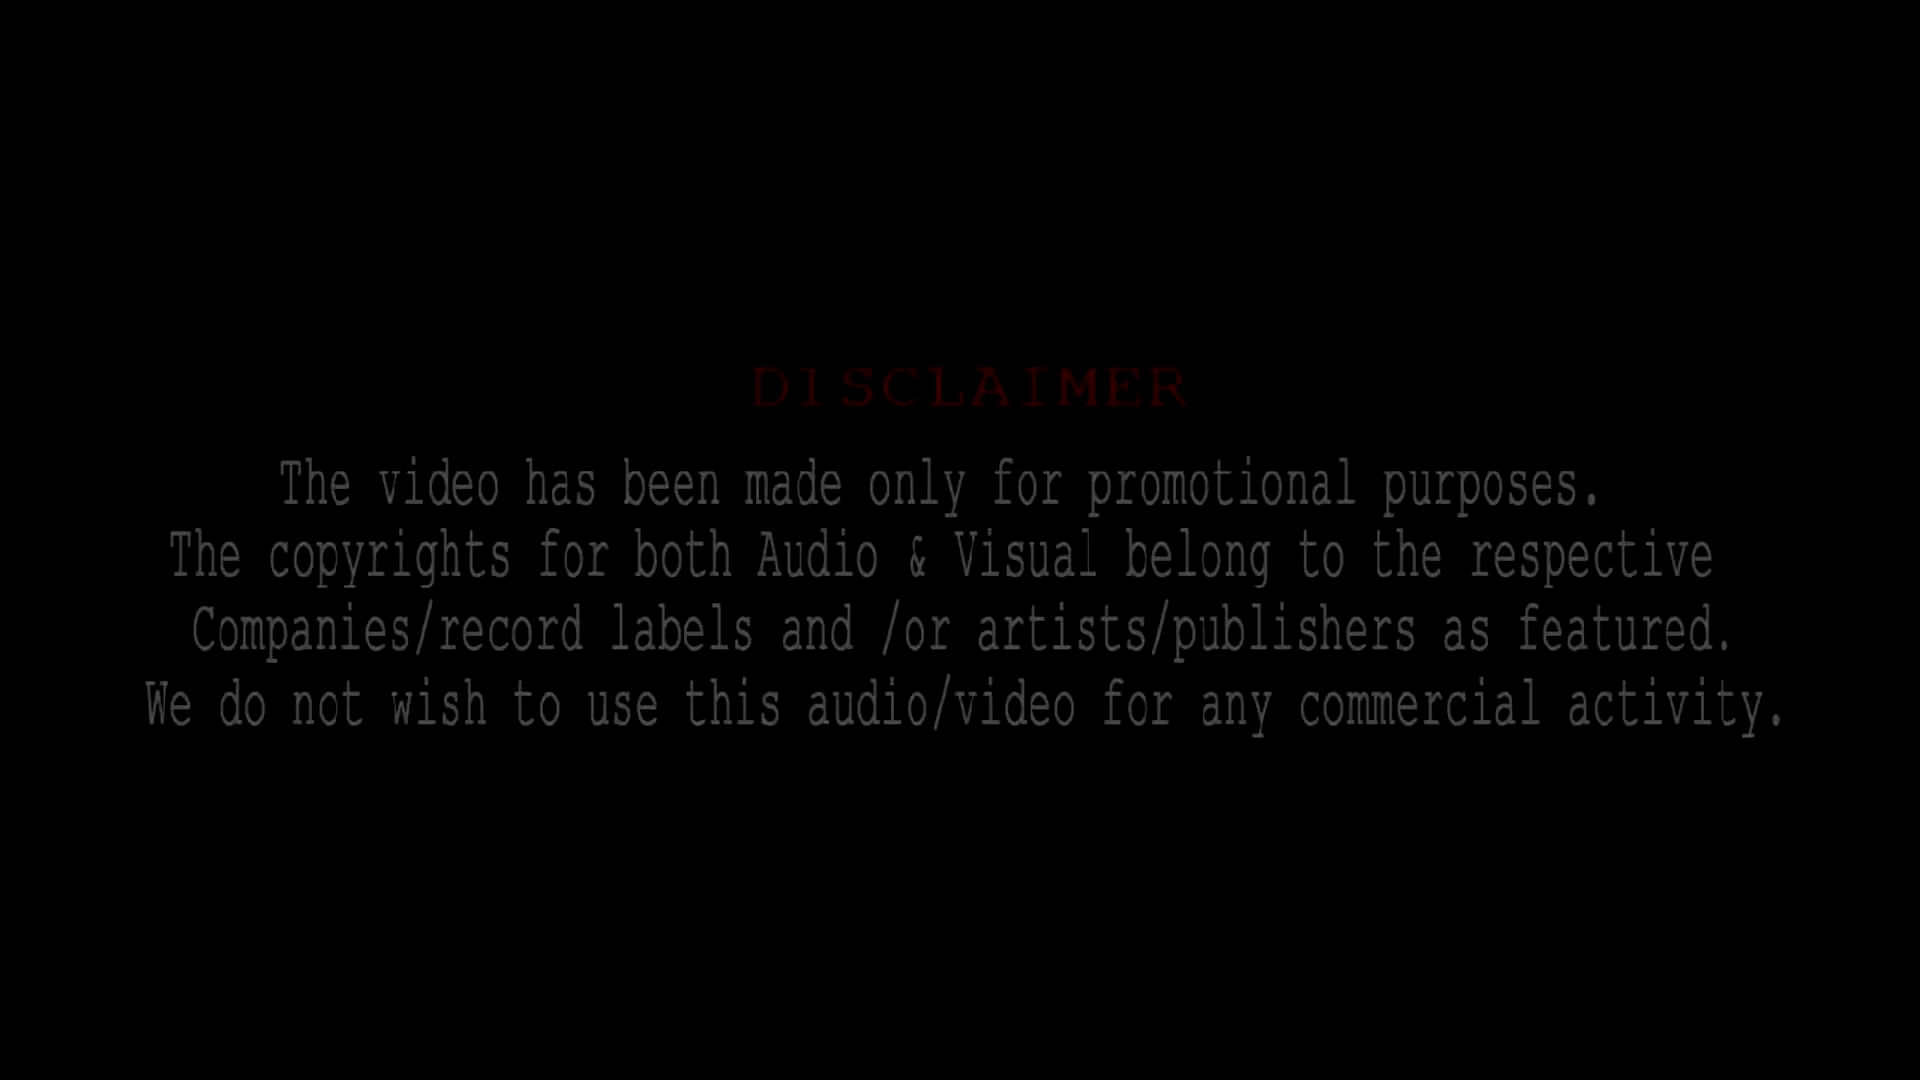 DISCLAIMER
The video has been made only for promotional purposes.
The copyrights for both Audio & Visual belong to the respective
Companies/record labels and /or artists/publishers as featured.
We do not wish to use this audio/video for any commercial activity.